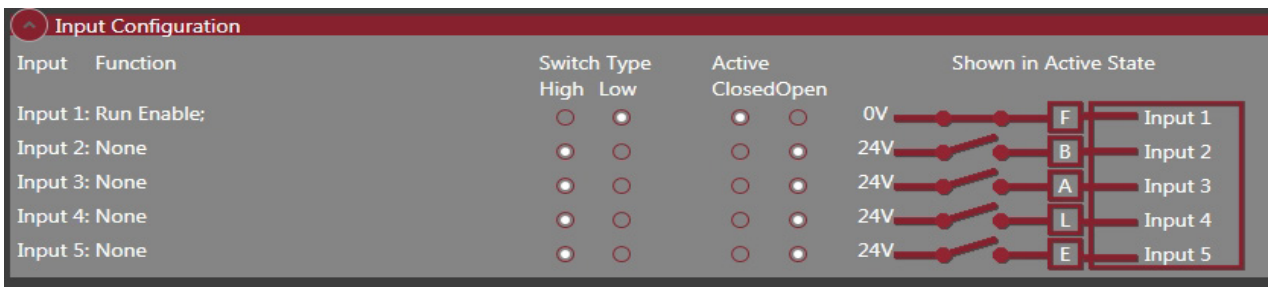 Input Configuration
Input Function Switch Type Active Shown in Active State
High Low ClosedOpen
Input 1: Run Enable; 0V F Input 1
Input 2: None 24V B Input 2
Input 3: None 24V A Input 3
Input 4: None 24V L Input 4
Input 5: None 24V E Input 5